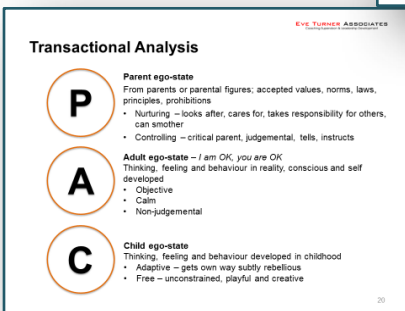 EVE TURNER ASSOCIATES
Coaching Supervision & Leadership Development
Transactional Analysis
P
Parent ego-state
From parents or parental figures; accepted values, norms, laws,
principles, prohibitions
• Nurturing – looks after, cares for, takes responsibility for others,
can smother
• Controlling – critical parent, judgemental, tells, instructs
A
Adult ego-state – I am OK, you are OK
Thinking, feeling and behaviour in reality, conscious and self
developed
• Objective
• Calm
• Non-judgemental
C
Child ego-state
Thinking, feeling and behaviour developed in childhood
• Adaptive – gets own way subtly rebellious
• Free – unconstrained, playful and creative
20